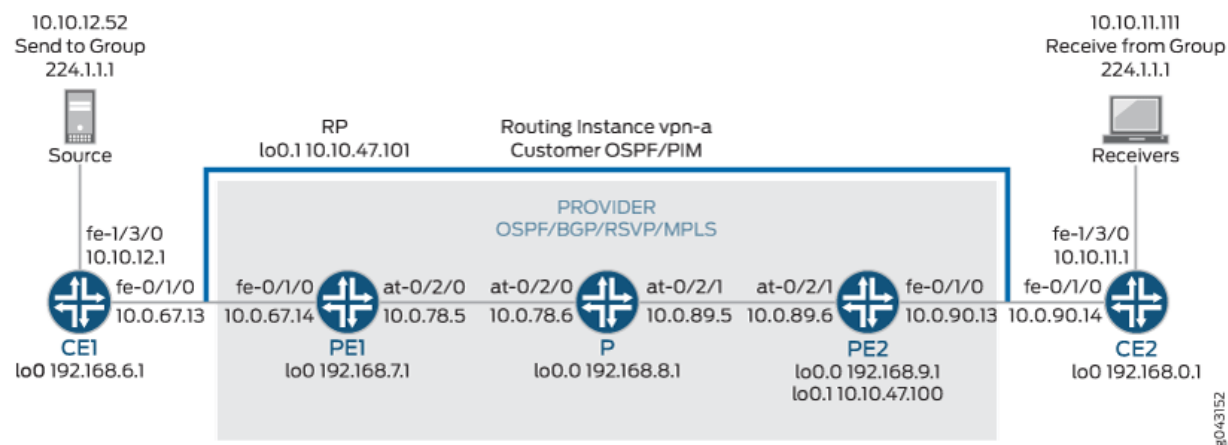 10.10.12.52
Send to Group
224.1.1.1
Source
10.10.11.111
Receive from Group
224.1.1.1
Receivers
RP
lo0.1 10.10.47.101
Routing Instance vpn-a
Customer OSPF/PIM
PROVIDER
OSPF/BGP/RSVP/MPLS
fe-1/3/0
10.10.12.1
fe-0/1/0
10.0.67.13
CE1
lo0 192.168.6.1
fe-0/1/0
10.0.67.14
PE1
lo0 192.168.7.1
at-0/2/0
10.0.78.5
at-0/2/0
10.0.78.6
P
lo0.0 192.168.8.1
at-0/2/1
10.0.89.5
at-0/2/1
10.0.89.6
PE2
lo0.0 192.168.9.1
lo0.1 10.10.47.100
fe-0/1/0
10.0.90.13
fe-1/3/0
10.10.11.1
fe-0/1/0
10.0.90.14
CE2
lo0 192.168.0.1
g043152